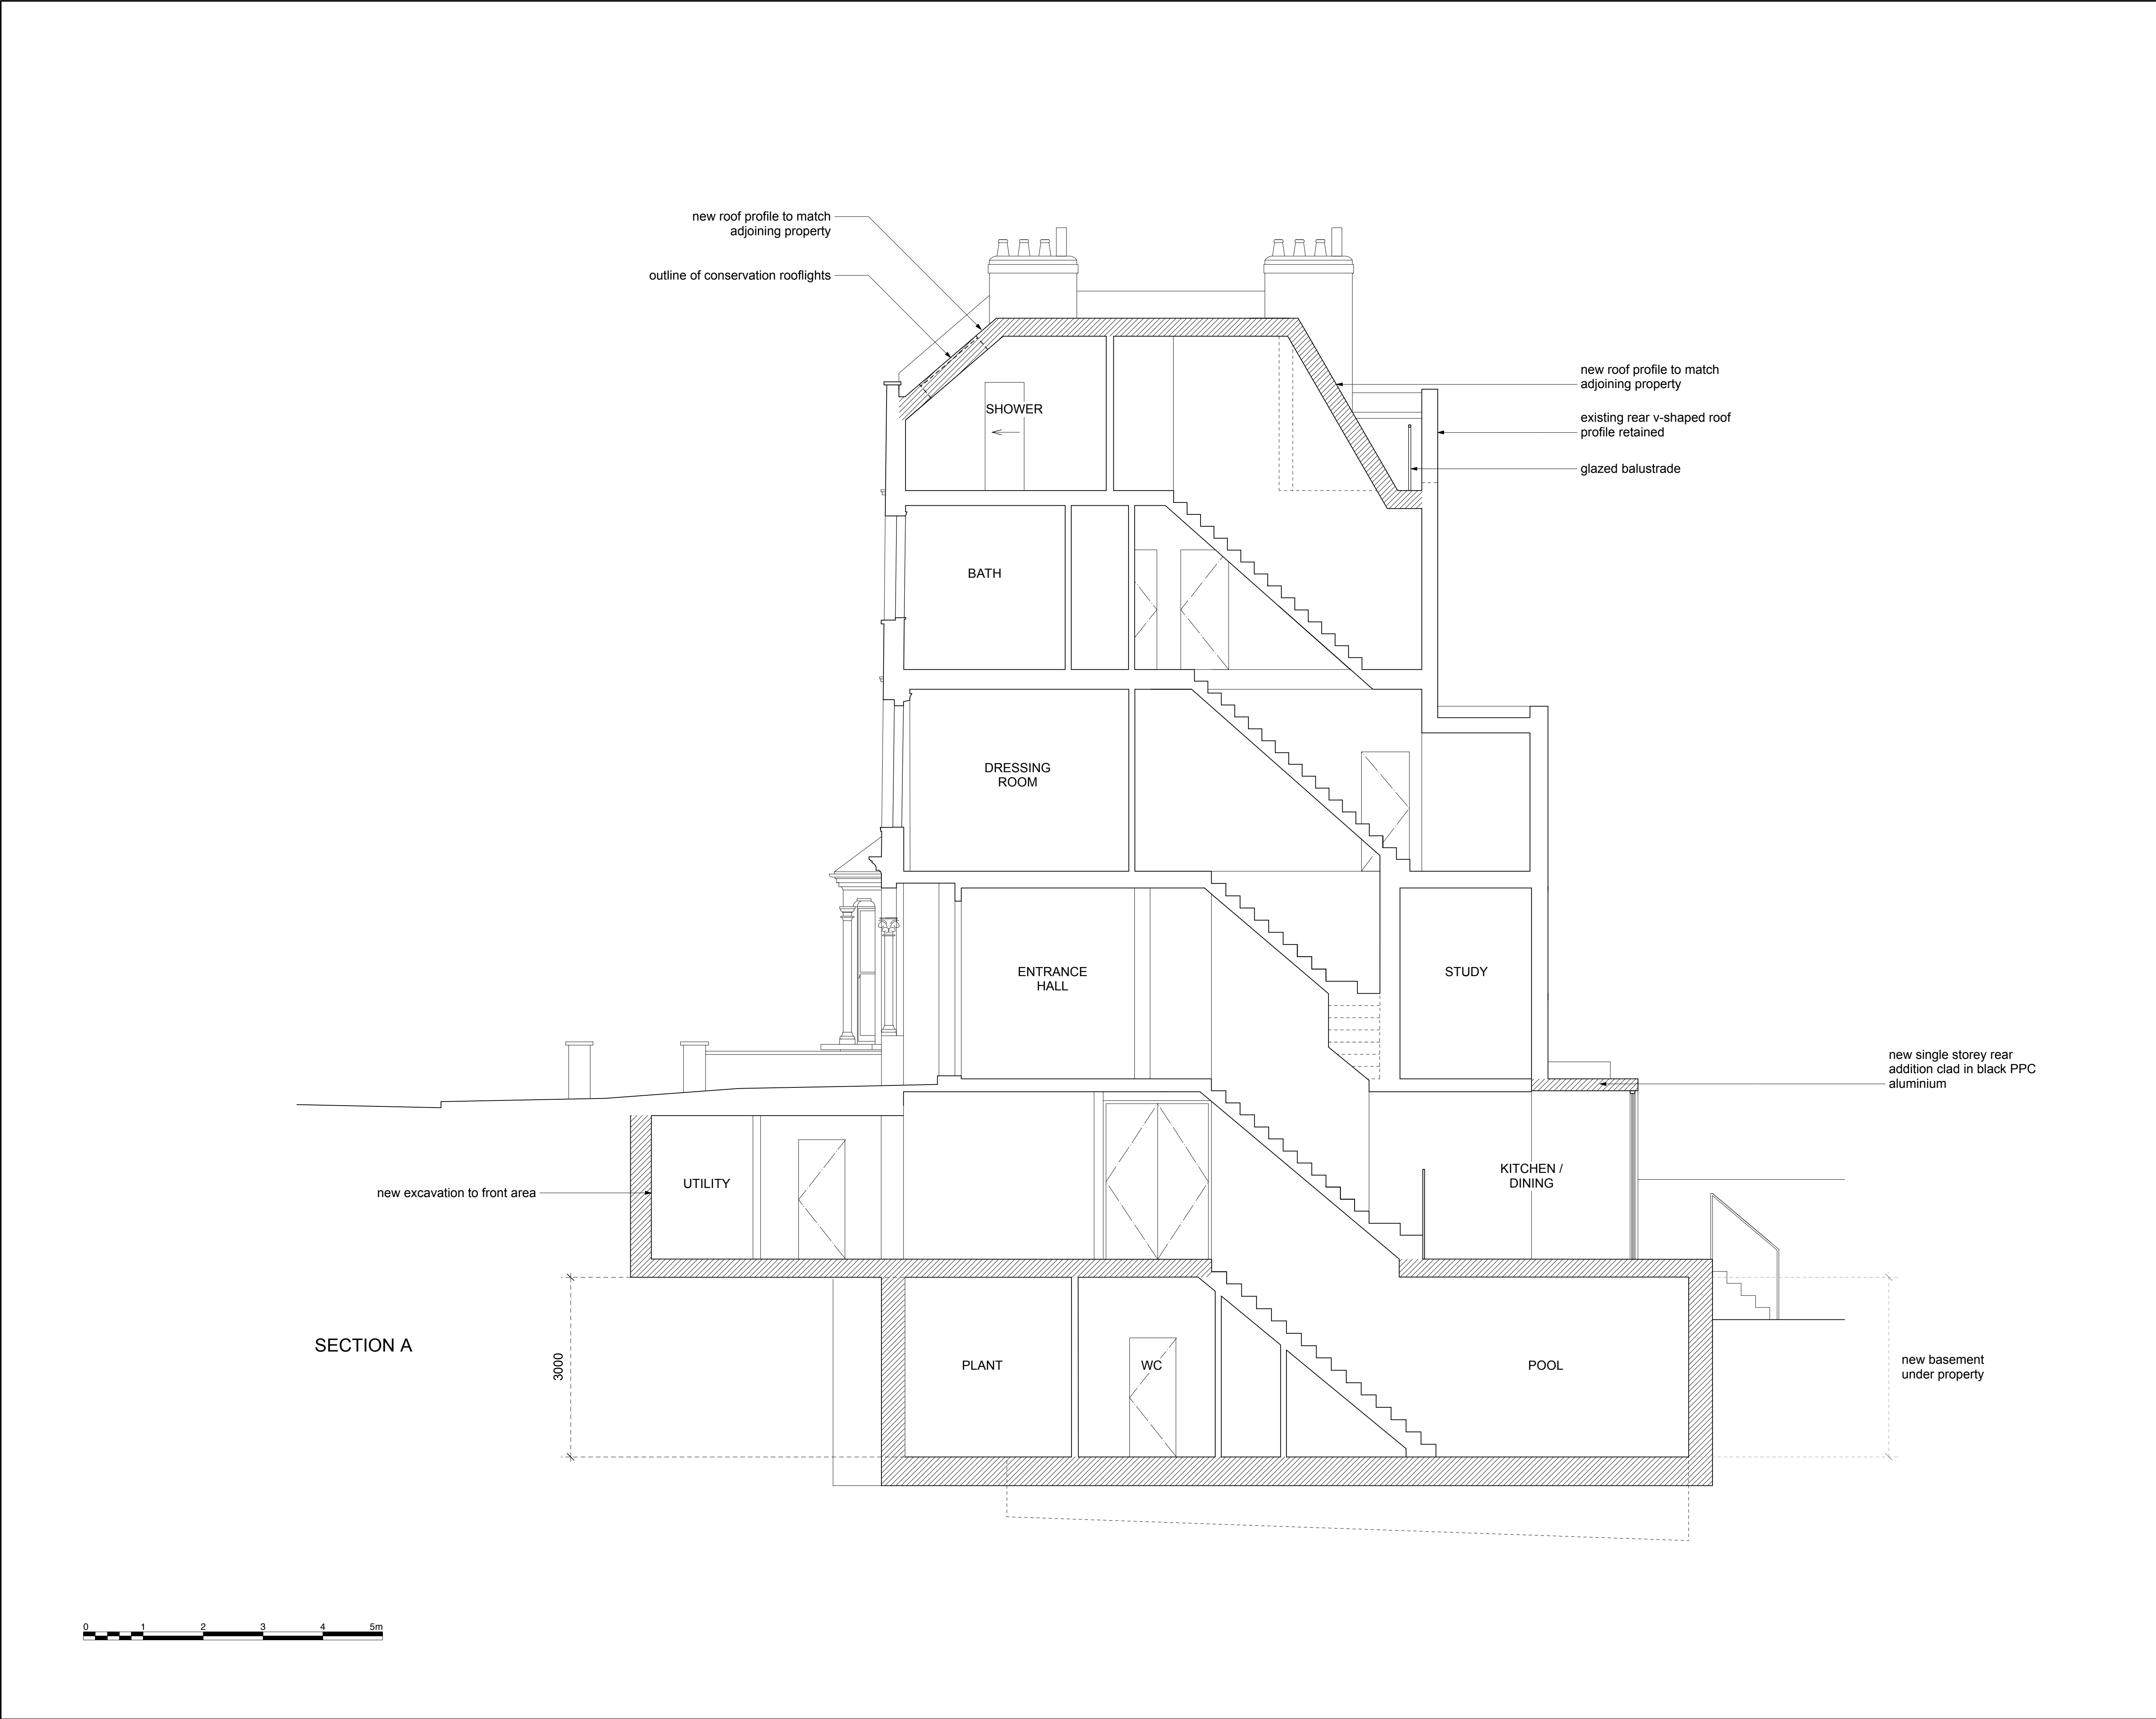 new roof profile to match
adjoining property
outline of conservation rooflights
new roof profile to match
adjoining property
existing rear v-shaped roof
profile retained
glazed balustrade
SHOWER
BATH
DRESSING
ROOM
ENTRANCE
HALL
STUDY
new single storey rear
addition clad in black PPC
aluminium
UTILITY
KITCHEN /
DINING
new excavation to front area
SECTION A
3000
PLANT
WC
POOL
new basement
under property
0 1 2 3 4 5m